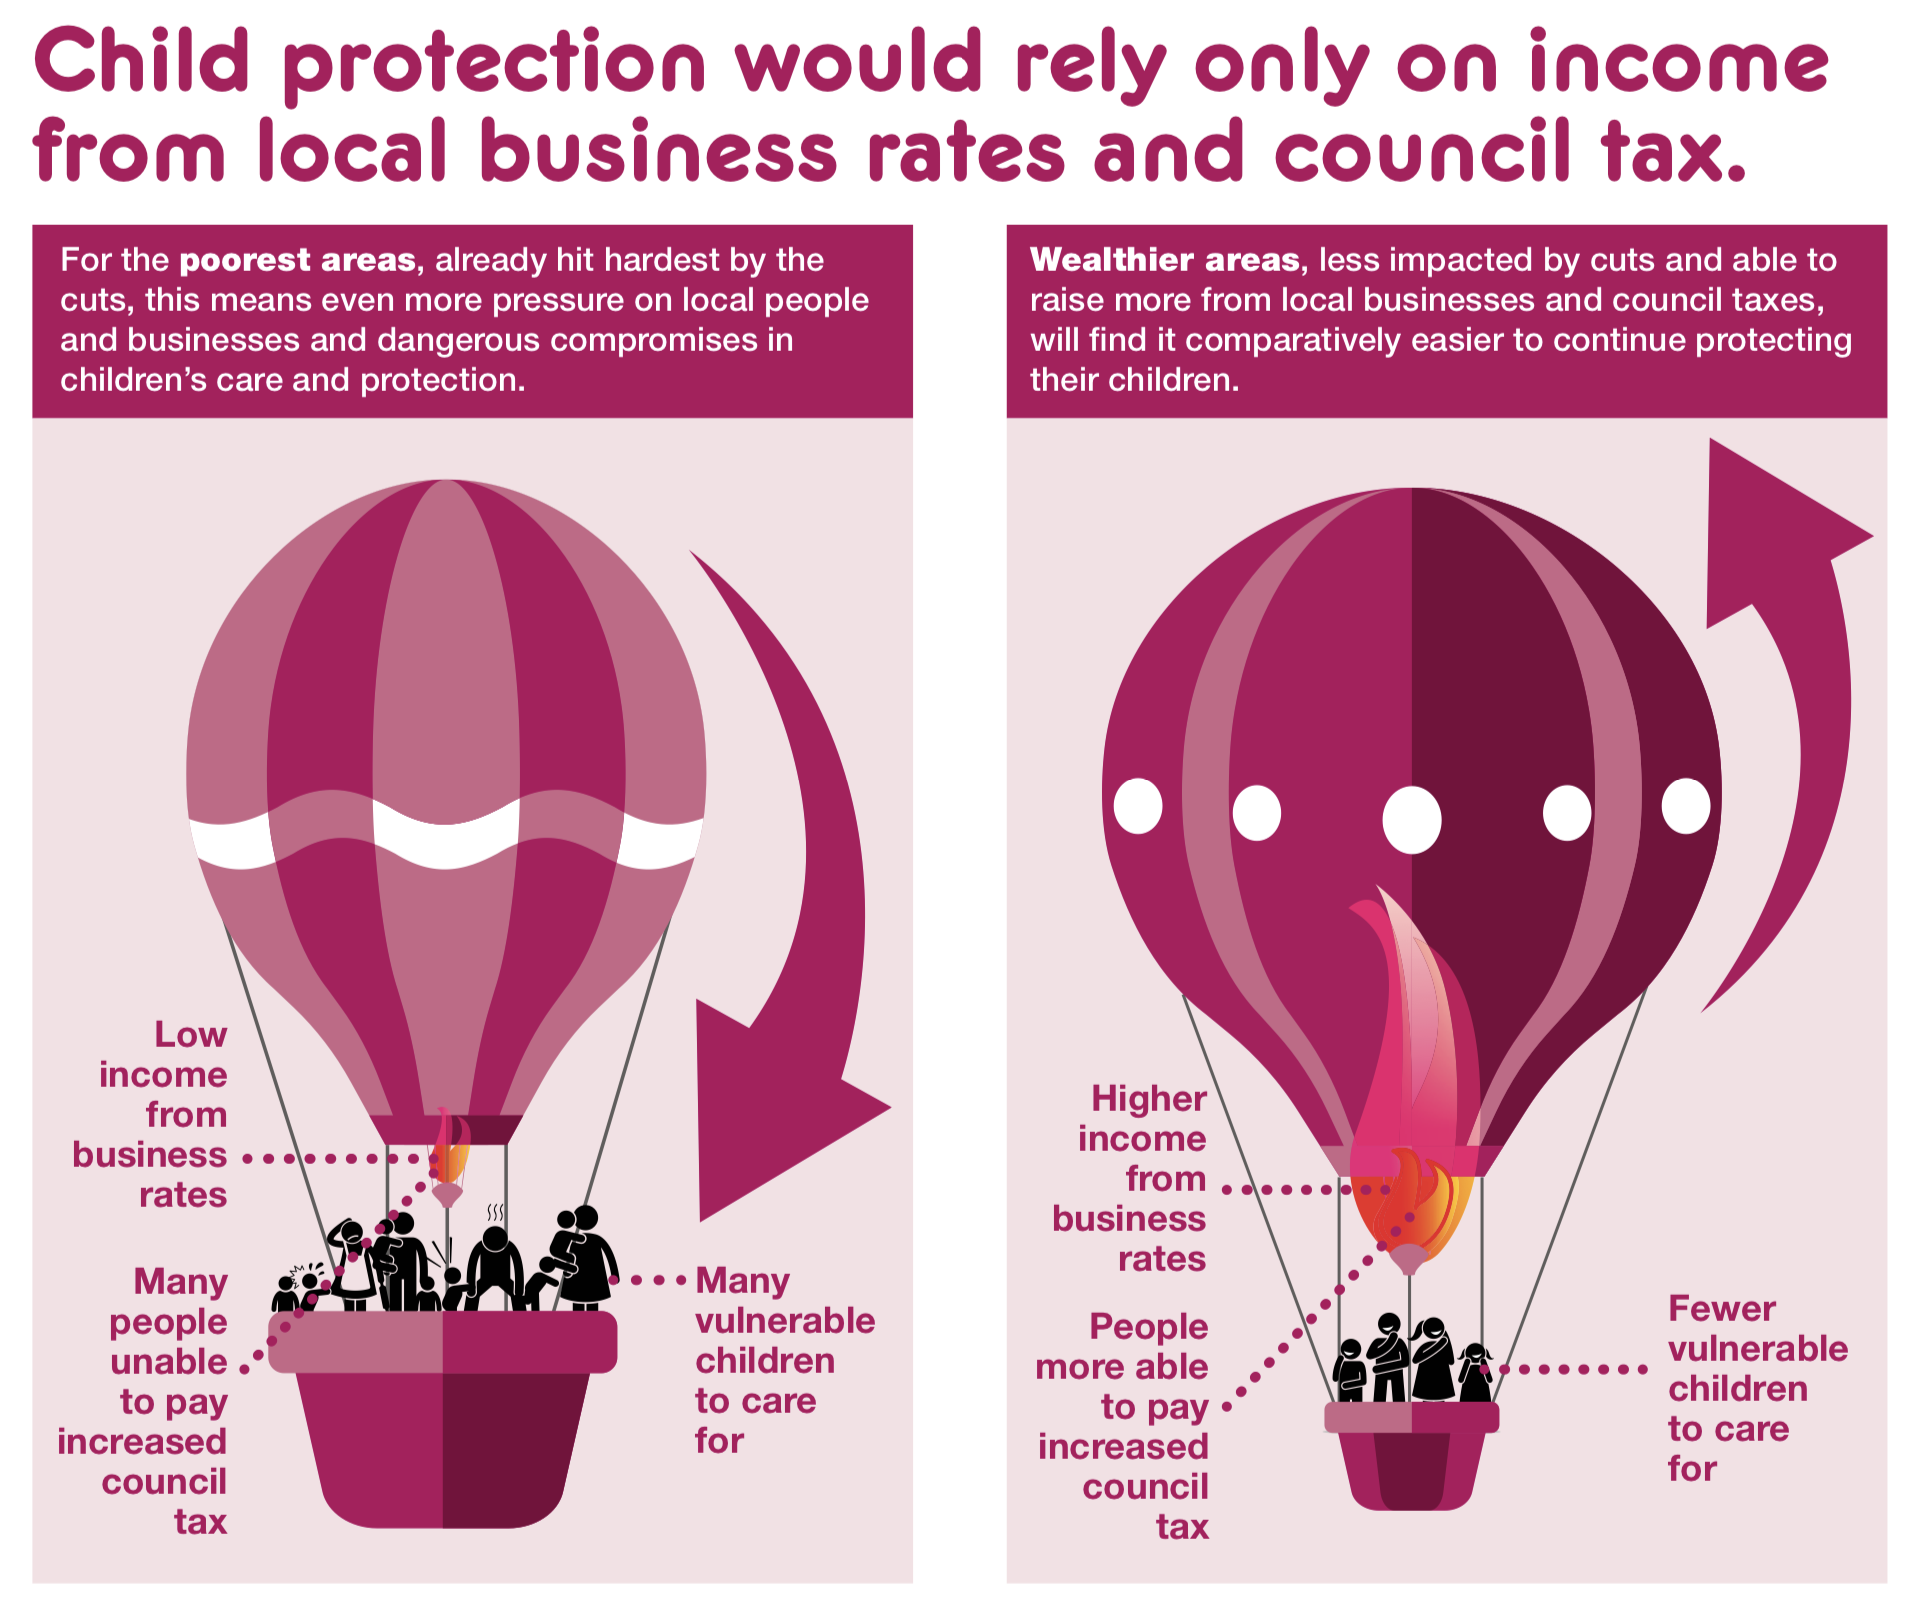 Child protection would rely only on income
from local business rates and council tax.
For the poorest areas, already hit hardest by the
cuts, this means even more pressure on local people
and businesses and dangerous compromises in
children's care and protection.
Low
income
from
business
rates
Many
people
unable
to pay
increased
council
tax
Many
vulnerable
children
to care
for
Wealthier areas, less impacted by cuts and able to
raise more from local businesses and council taxes,
will find it comparatively easier to continue protecting
their children.
Higher
income
from
business
rates
People
more able
to pay
increased
council
tax
Fewer
vulnerable
children
to care
for